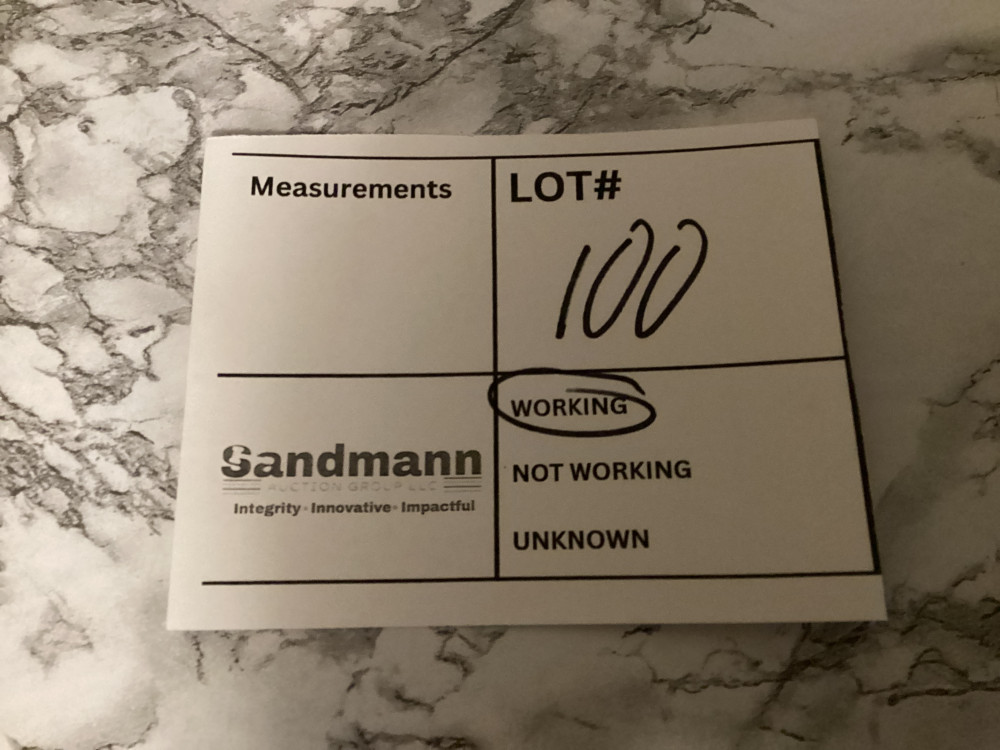 Measurements
LOT#
100
WORKING
NOT WORKING
UNKNOWN
Sandmann
AUCTION GROUP LLC
Integrity • Innovative • Impactful